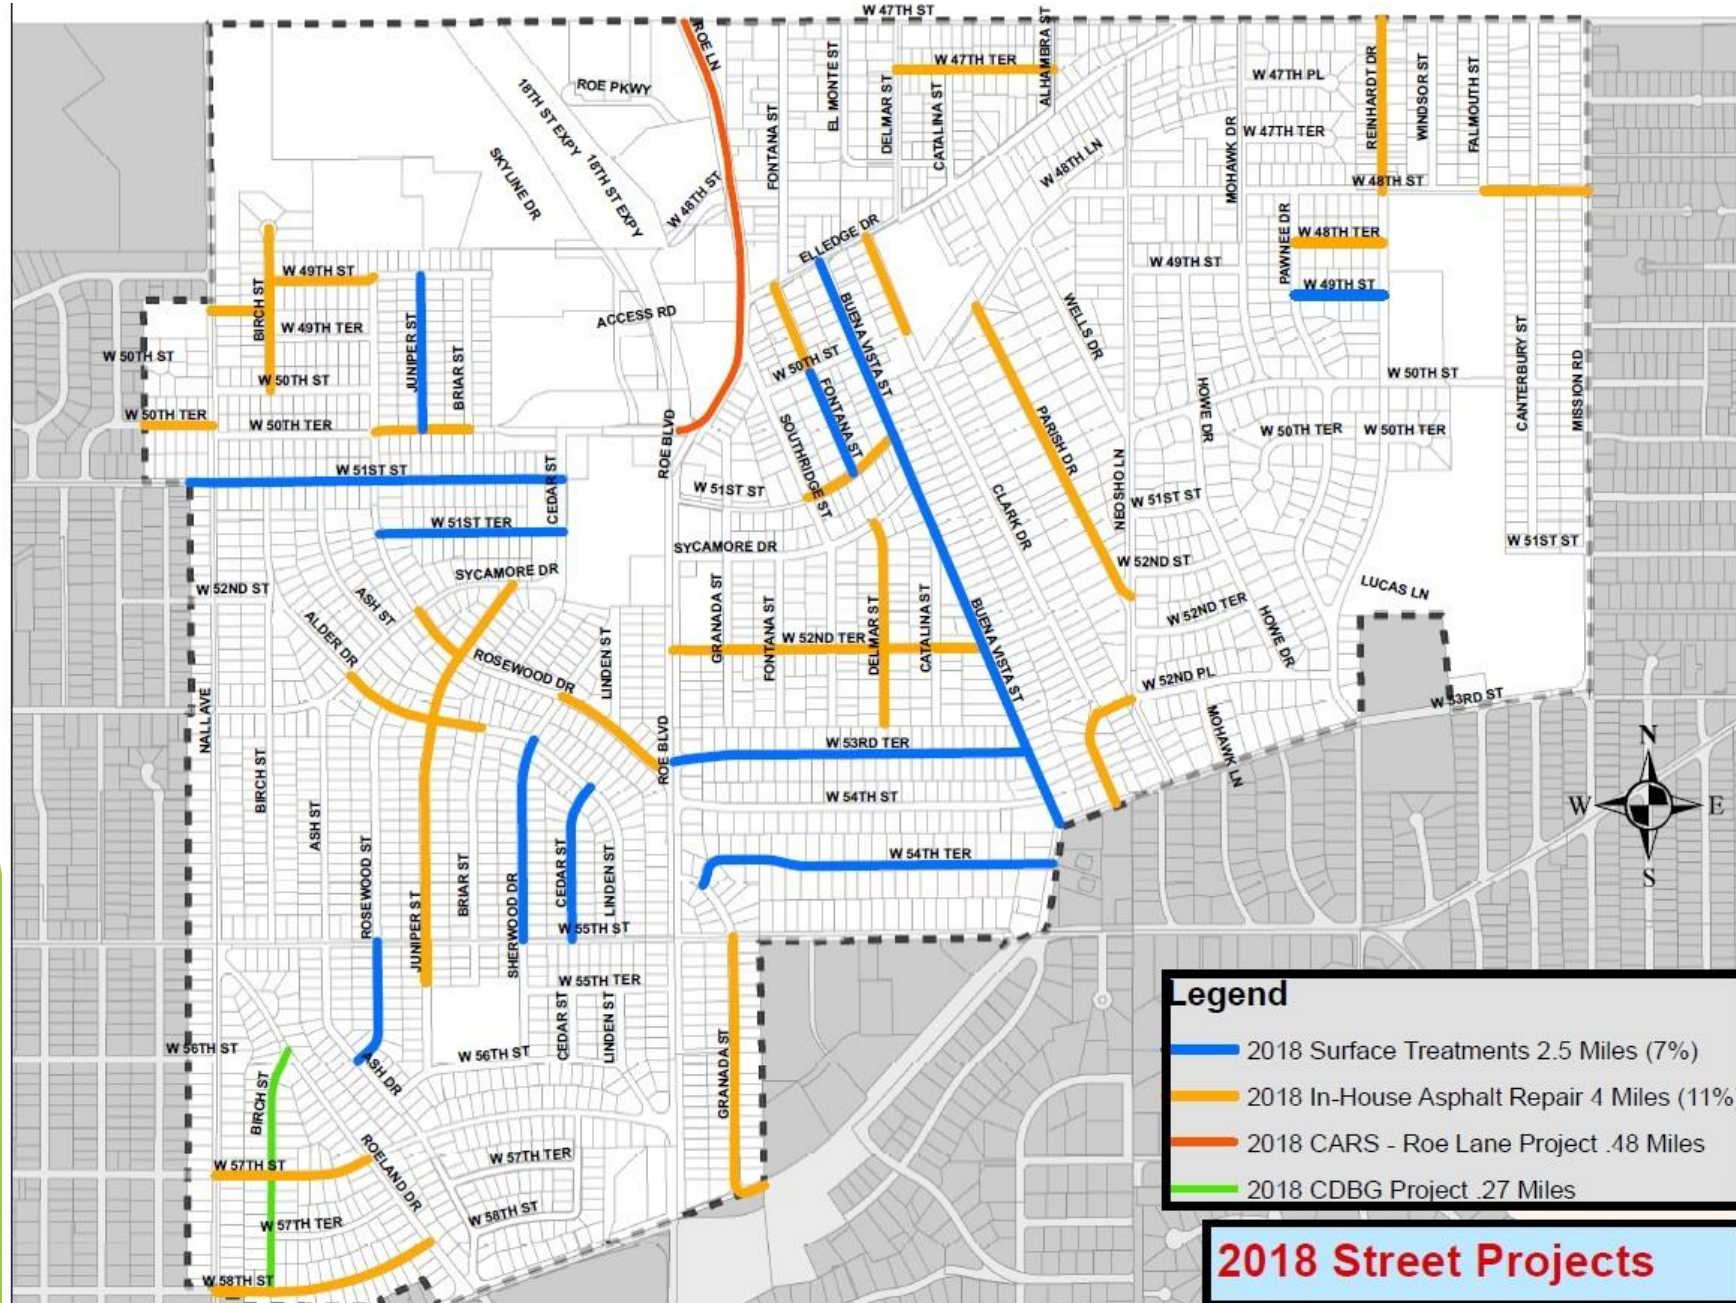 W 47TH ST
ROE LN
ROE PKWY
18TH ST EXPY
18TH ST EXPY
SKYLINE DR
W 48TH ST
FONTANA ST
EL MONTE ST
DELMAR ST
CATALINA ST
W 47TH TER
ALHAMBRA ST
W 48TH LN
MOHAWK DR
W 47TH PL
W 47TH TER
REINHARDT DR
WINDSOR ST
FALMOUTH ST
W 48TH ST
PAWNEE DR
W 48TH TER
W 49TH ST
W 49TH ST
ELLEDGE DR
BIRCH ST
W 49TH ST
W 49TH TER
JUNIPER ST
BRIAR ST
ACCESS RD
W 50TH ST
W 50TH ST
W 50TH TER
W 50TH TER
BUENA VISTA ST
W 50TH ST
FONTANA ST
SOUTHRIDGE ST
WELLS DR
PARISH DR
HOWE DR
W 50TH ST
W 50TH TER
W 50TH TER
CANTERBURY ST
MISSION RD
ROE BLVD
W 51ST ST
CEDAR ST
W 51ST TER
W 51ST ST
CLARK DR
NEOSHO LN
W 51ST ST
W 51ST ST
SYCAMORE DR
SYCAMORE DR
W 52ND ST
W 52ND ST
LUCAS LN
ASH ST
ALDER DR
ROSEWOOD DR
LINDEN ST
GRANADA ST
FONTANA ST
W 52ND TER
DELMAR ST
CATALINA ST
BUENA VISTA ST
W 52ND TER
HOWE DR
W 52ND PL
MOHAWK LN
W 53RD ST
NALL AVE
BIRCH ST
ROE BLVD
W 53RD TER
W 54TH ST
W 54TH TER
ASH ST
ROSEWOOD ST
JUNIPER ST
BRIAR ST
SHERWOOD DR
CEDAR ST
LINDEN ST
W 55TH ST
W 55TH TER
CEDAR ST
LINDEN ST
W 56TH ST
W 56TH ST
ASH DR
BIRCH ST
GRANADA ST
W 57TH ST
ROELAND DR
W 57TH TER
W 57TH TER
W 58TH ST
W 58TH ST
N
W E
S
Legend
2018 Surface Treatments 2.5 Miles (7%)
2018 In-House Asphalt Repair 4 Miles (11%
2018 CARS - Roe Lane Project .48 Miles
2018 CDBG Project .27 Miles
2018 Street Projects